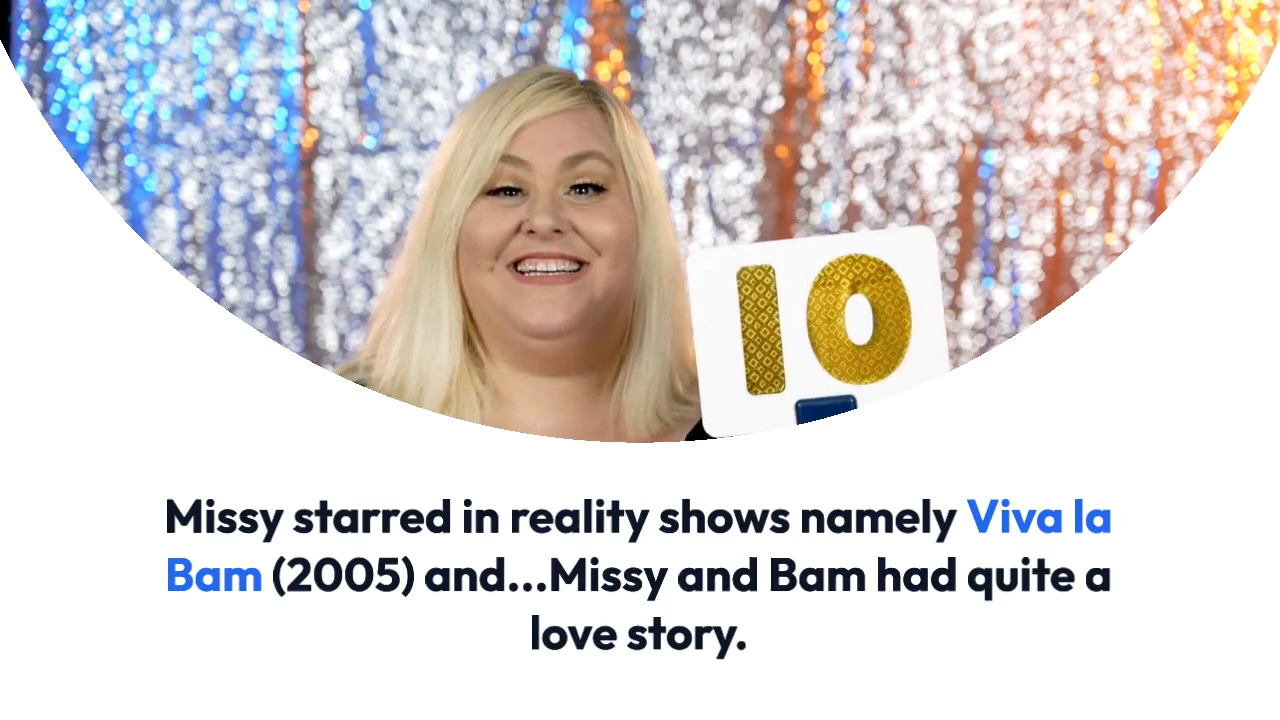 10
Missy starred in reality shows namely Viva la
Bam (2005) and...Missy and Bam had quite a
love story.